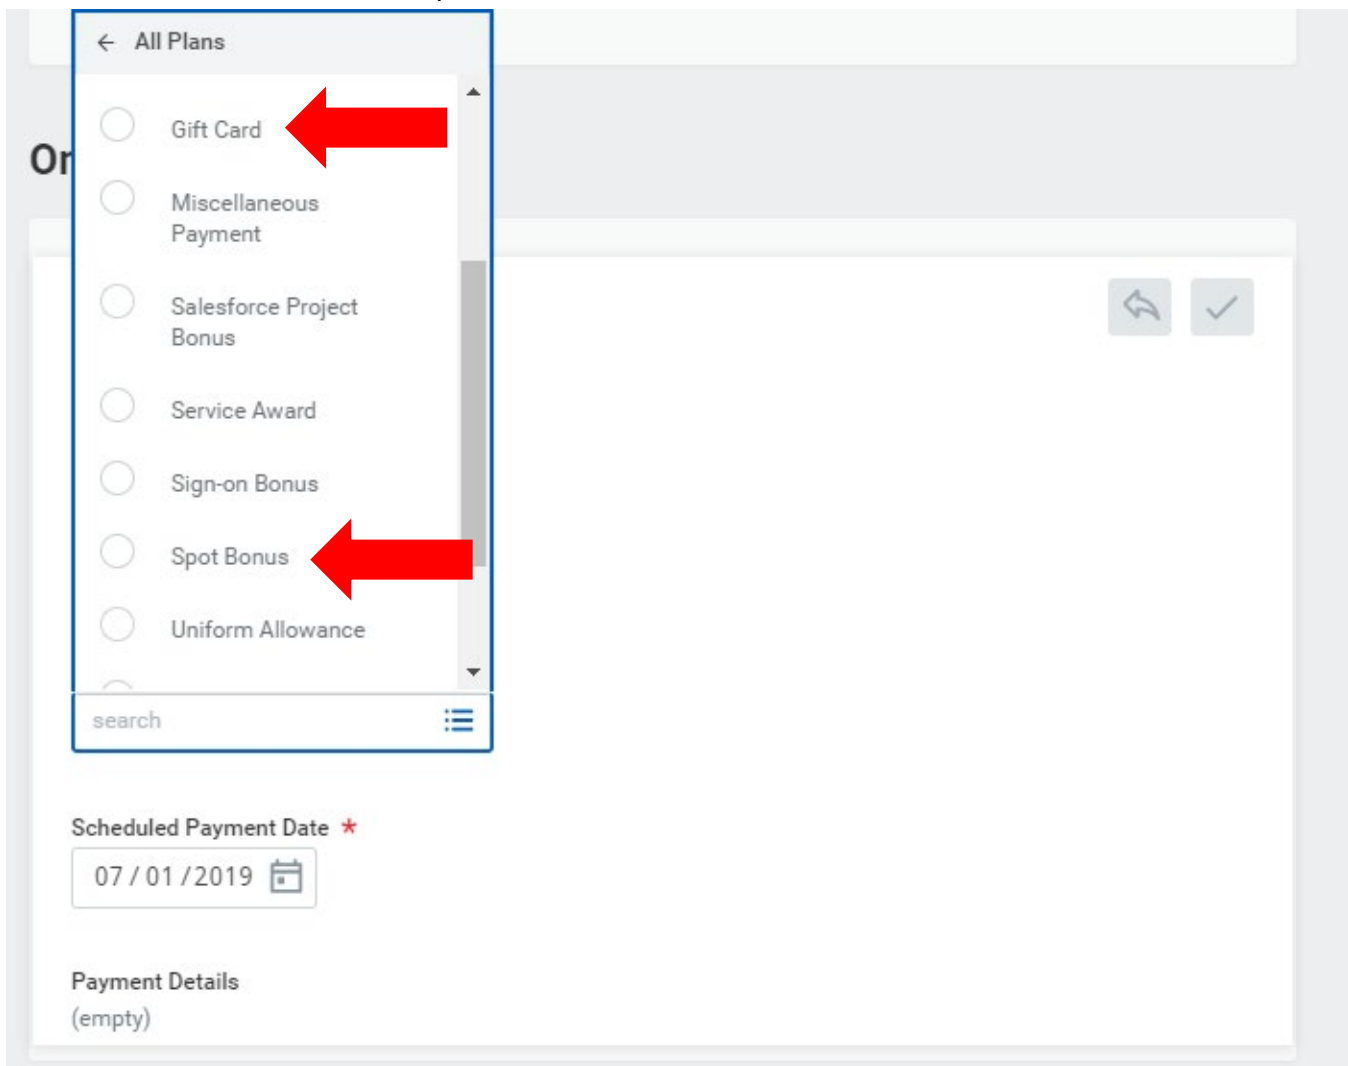 ← All Plans
Gift Card
Or
Miscellaneous
Payment
Salesforce Project
Bonus
Service Award
Sign-on Bonus
Spot Bonus
Uniform Allowance
search
Scheduled Payment Date *
07 / 01 / 2019
Payment Details
(empty)